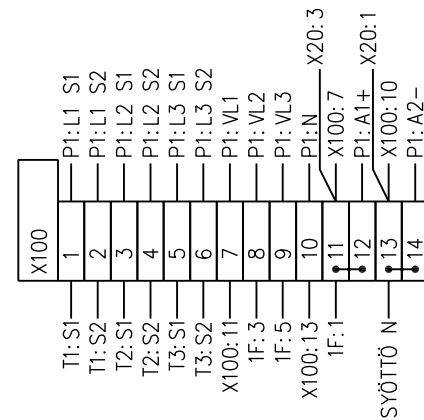 X100
T1:S1 1 P1:L1 S1
T1:S2 2 P1:L1 S2
T2:S1 3 P1:L2 S1
T2:S2 4 P1:L2 S2
T3:S1 5 P1:L3 S1
T3:S2 6 P1:L3 S2
X100:11 7 P1:VL1
1F:3 8 P1:VL2
1F:5 9 P1:VL3
X100:13 10 P1:N
X20:3
1F:1 11 X100:7
12 P1:A1+
X20:1
SYÖTTÖ N 13 X100:10
14 P1:A2-